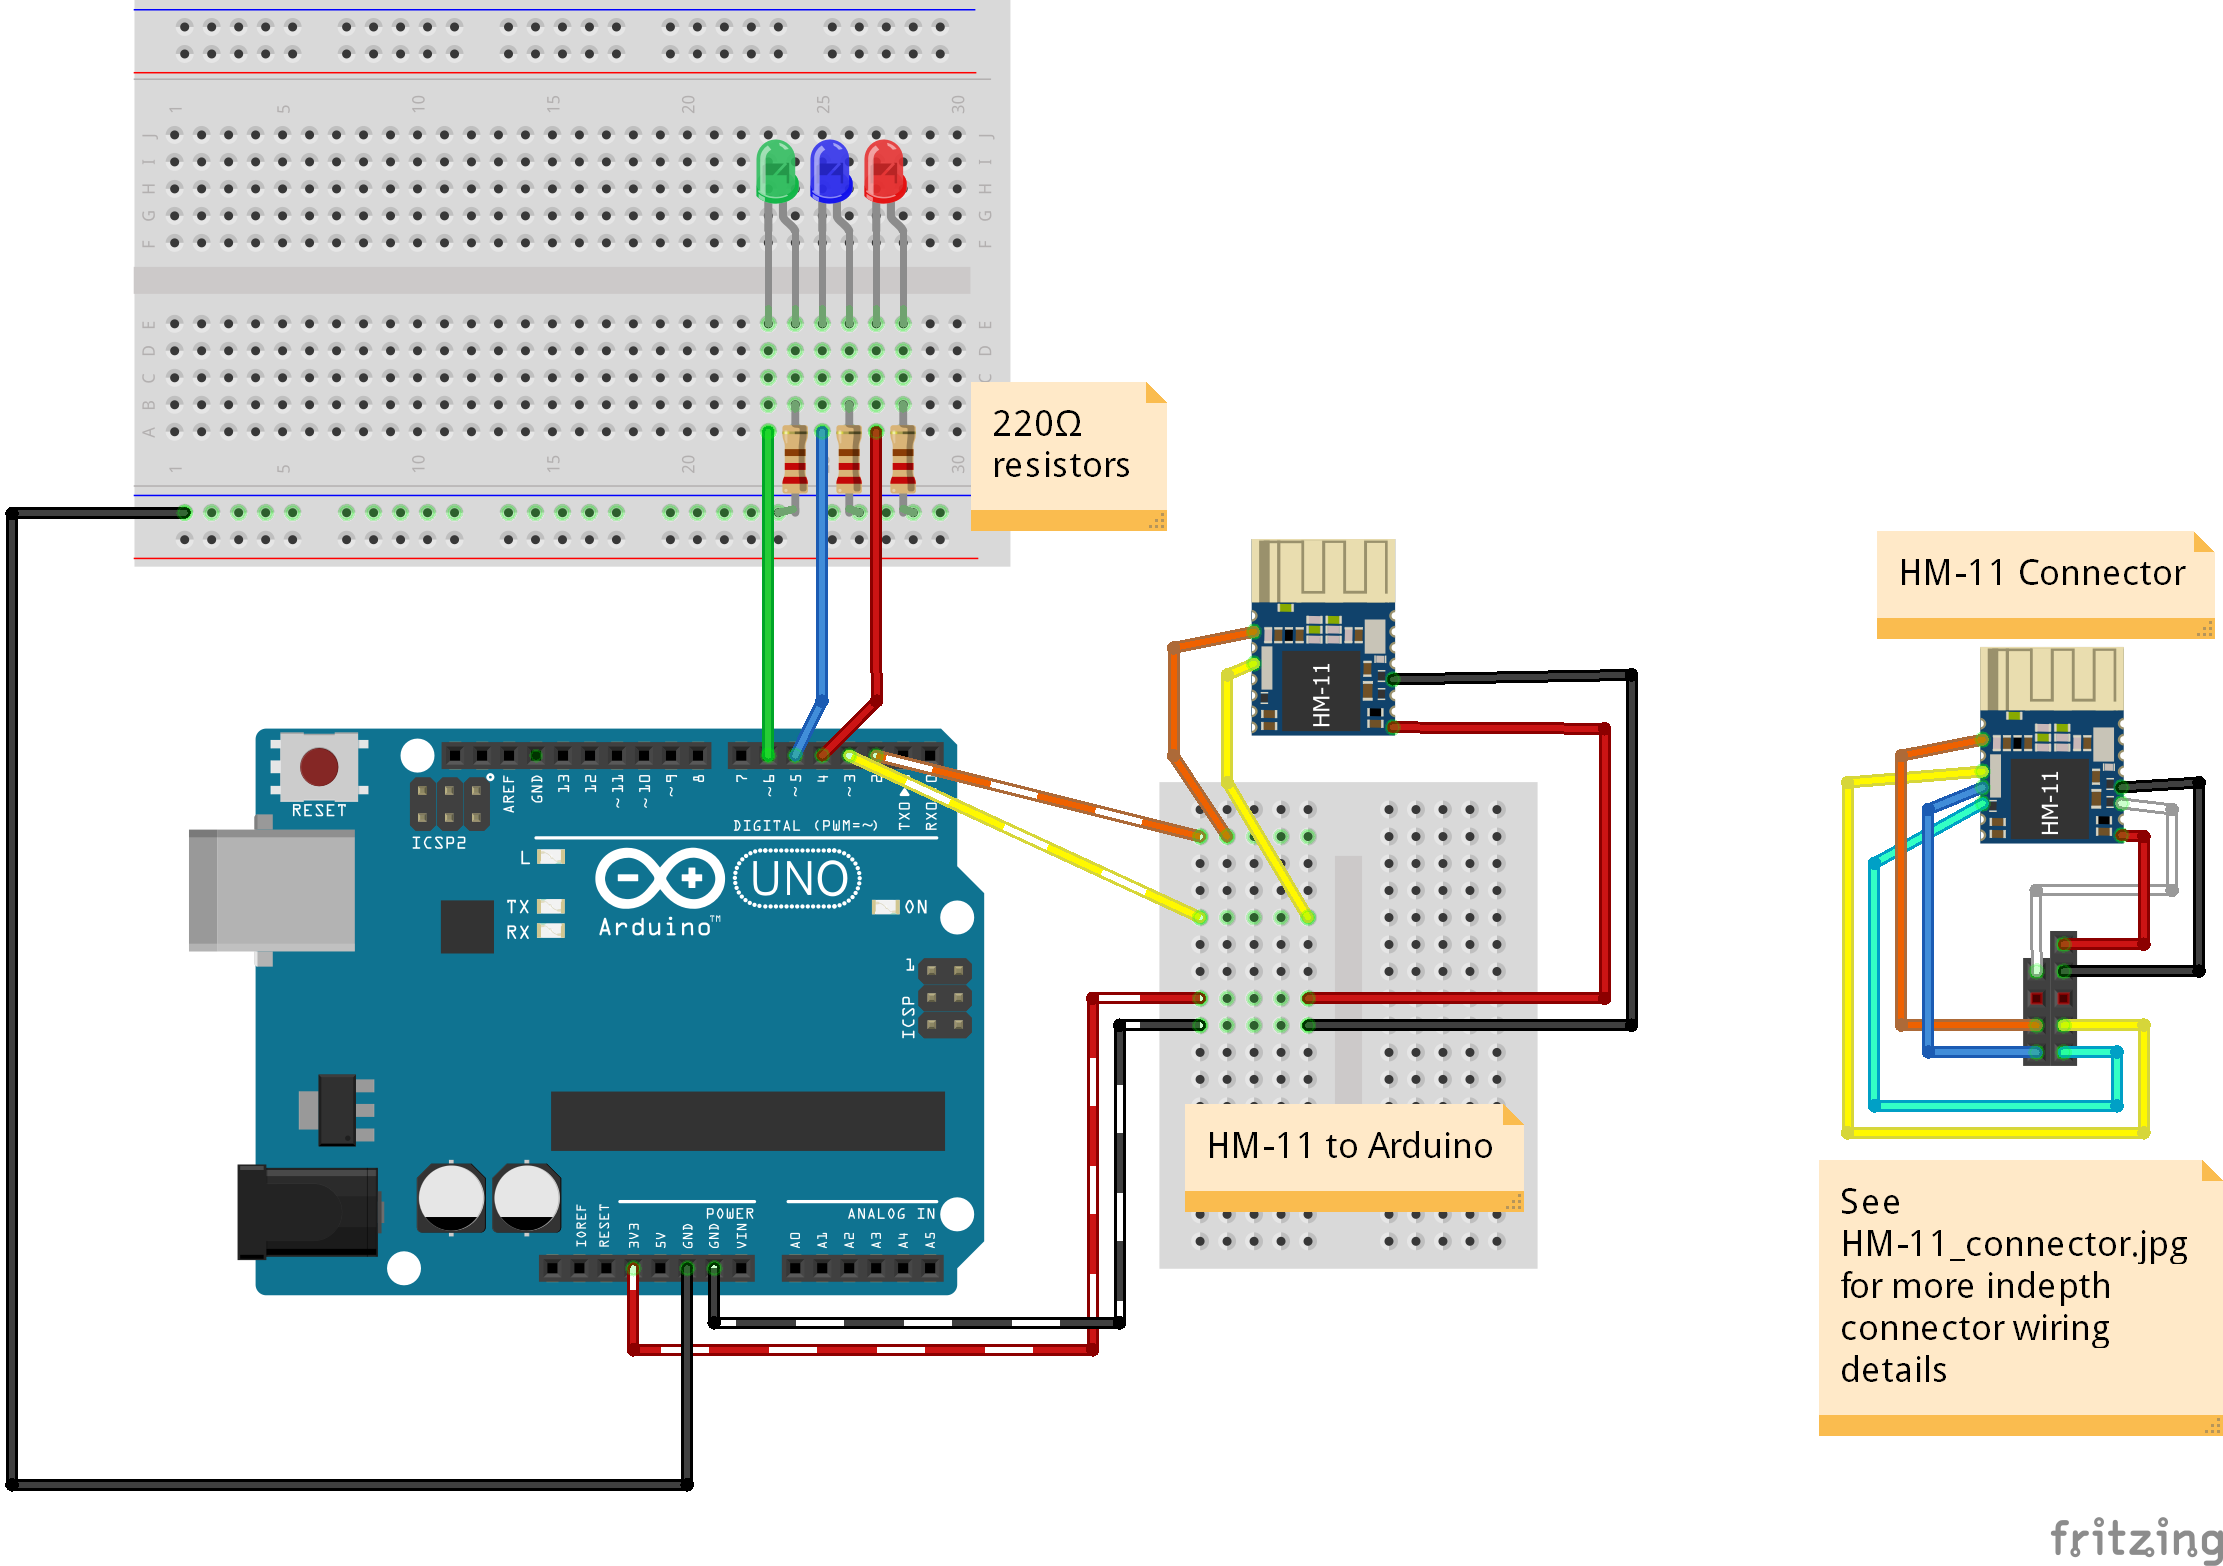 1 5 10 15 20 25 30
J J
I I
H H
G G
F F
E E
D D
C C
B B
A
1 5 10 15 20 30
220Ω
resistors
HM-11 Connector
HM-11
HM-11
RESET
ICSP2
AREF
GND
13
12
~11
~10
~9
8
7
~6
~5
4
~3
2
TX0▶
RX0
DIGITAL (PWM=~)
L
TX
RX
UNO
Arduino™
ON
1
ICSP
HM-11 to Arduino
POWER
ANALOG IN
IOREF
RESET
3V3
5V
GND
GND
VIN
A0
A1
A2
A3
A4
A5
See
HM-11_connector.jpg
for more indepth
connector wiring
details
fritzing